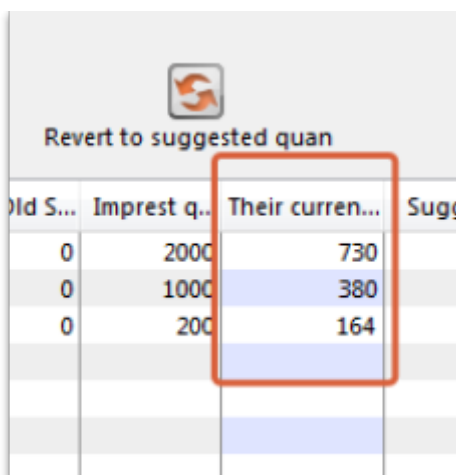 Revert to suggested quan
Old S... Imprest q... Their curren... Sugg
0 2000 730
0 1000 380
0 200 164